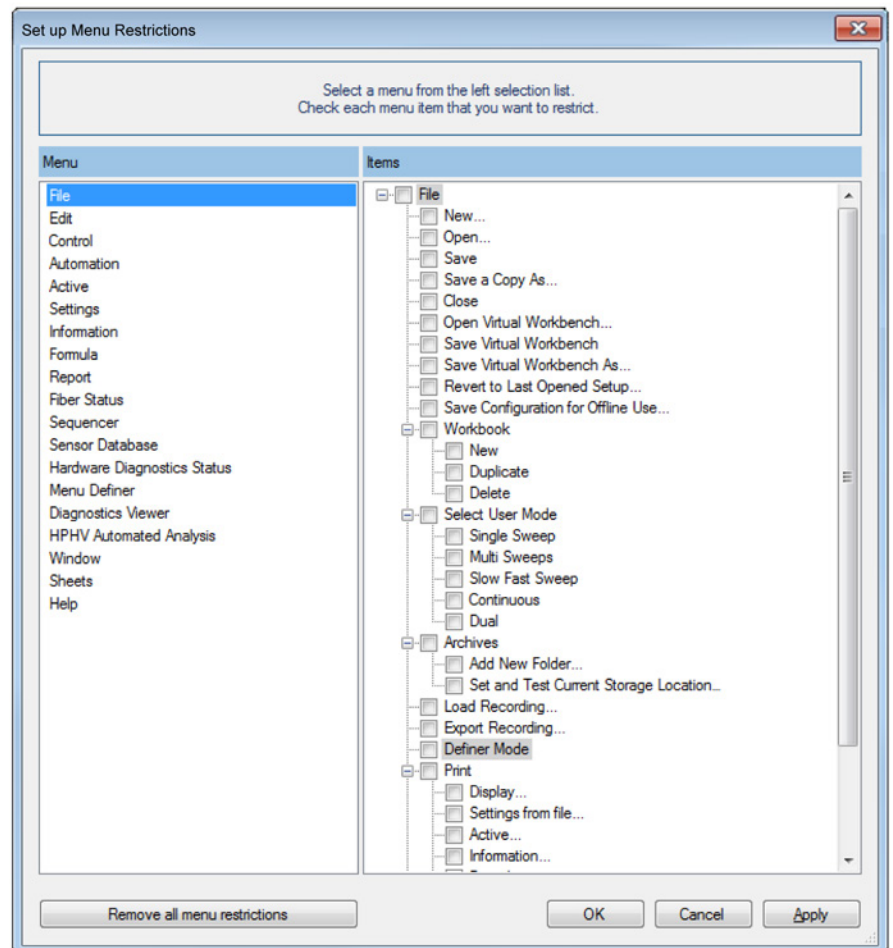 Set up Menu Restrictions
Select a menu from the left selection list.
Check each menu item that you want to restrict.
Menu
File
Edit
Control
Automation
Active
Settings
Information
Formula
Report
Fiber Status
Sequencer
Sensor Database
Hardware Diagnostics Status
Menu Definer
Diagnostics Viewer
HPHV Automated Analysis
Window
Sheets
Help
Items
File
New...
Open...
Save
Save a Copy As...
Close
Open Virtual Workbench...
Save Virtual Workbench
Save Virtual Workbench As...
Revert to Last Opened Setup...
Save Configuration for Offline Use...
Workbook
New
Duplicate
Delete
Select User Mode
Single Sweep
Multi Sweeps
Slow Fast Sweep
Continuous
Dual
Archives
Add New Folder...
Set and Test Current Storage Location...
Load Recording...
Export Recording...
Definer Mode
Print
Display...
Settings from file...
Active...
Information...
Remove all menu restrictions
OK
Cancel
Apply